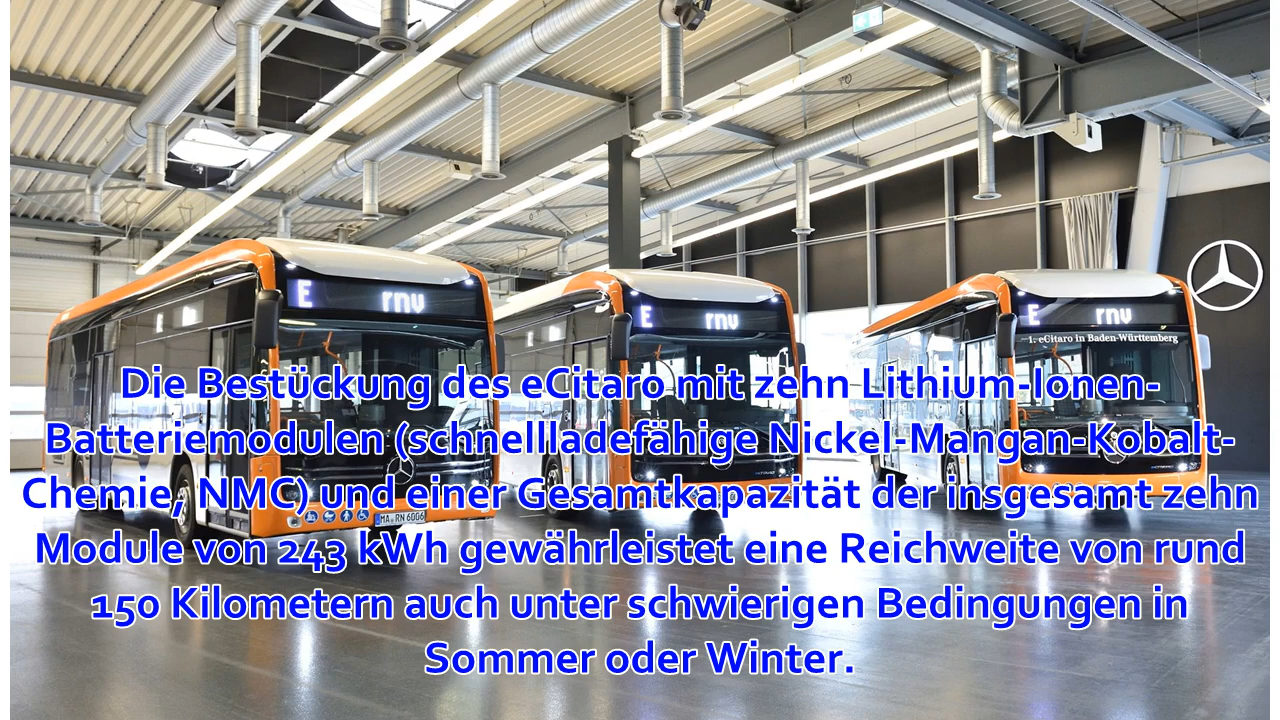 E rnv
E rnv
E rnv
1. eCitaro in Baden-Württemberg
Die Bestückung des eCitaro mit zehn Lithium-Ionen-
Batteriemodulen (schnellladefähige Nickel-Mangan-Kobalt-
Chemie, NMC) und einer Gesamtkapazität der insgesamt zehn
Module von 243 kWh gewährleistet eine Reichweite von rund
150 Kilometern auch unter schwierigen Bedingungen in
Sommer oder Winter.
MA RN 6006